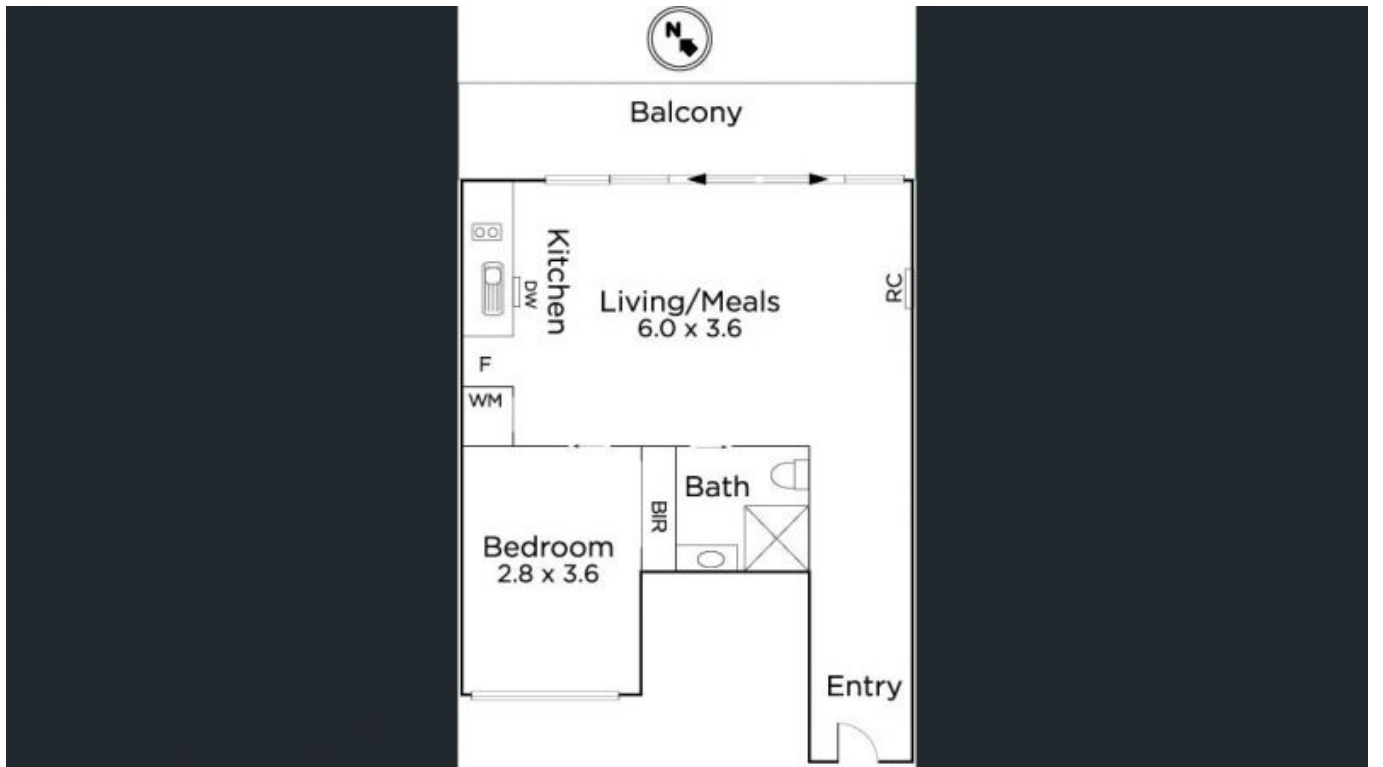 N
Balcony
Kitchen
DW
Living/Meals
6.0 x 3.6
RC
F
WM
Bath
BIR
Bedroom
2.8 x 3.6
Entry